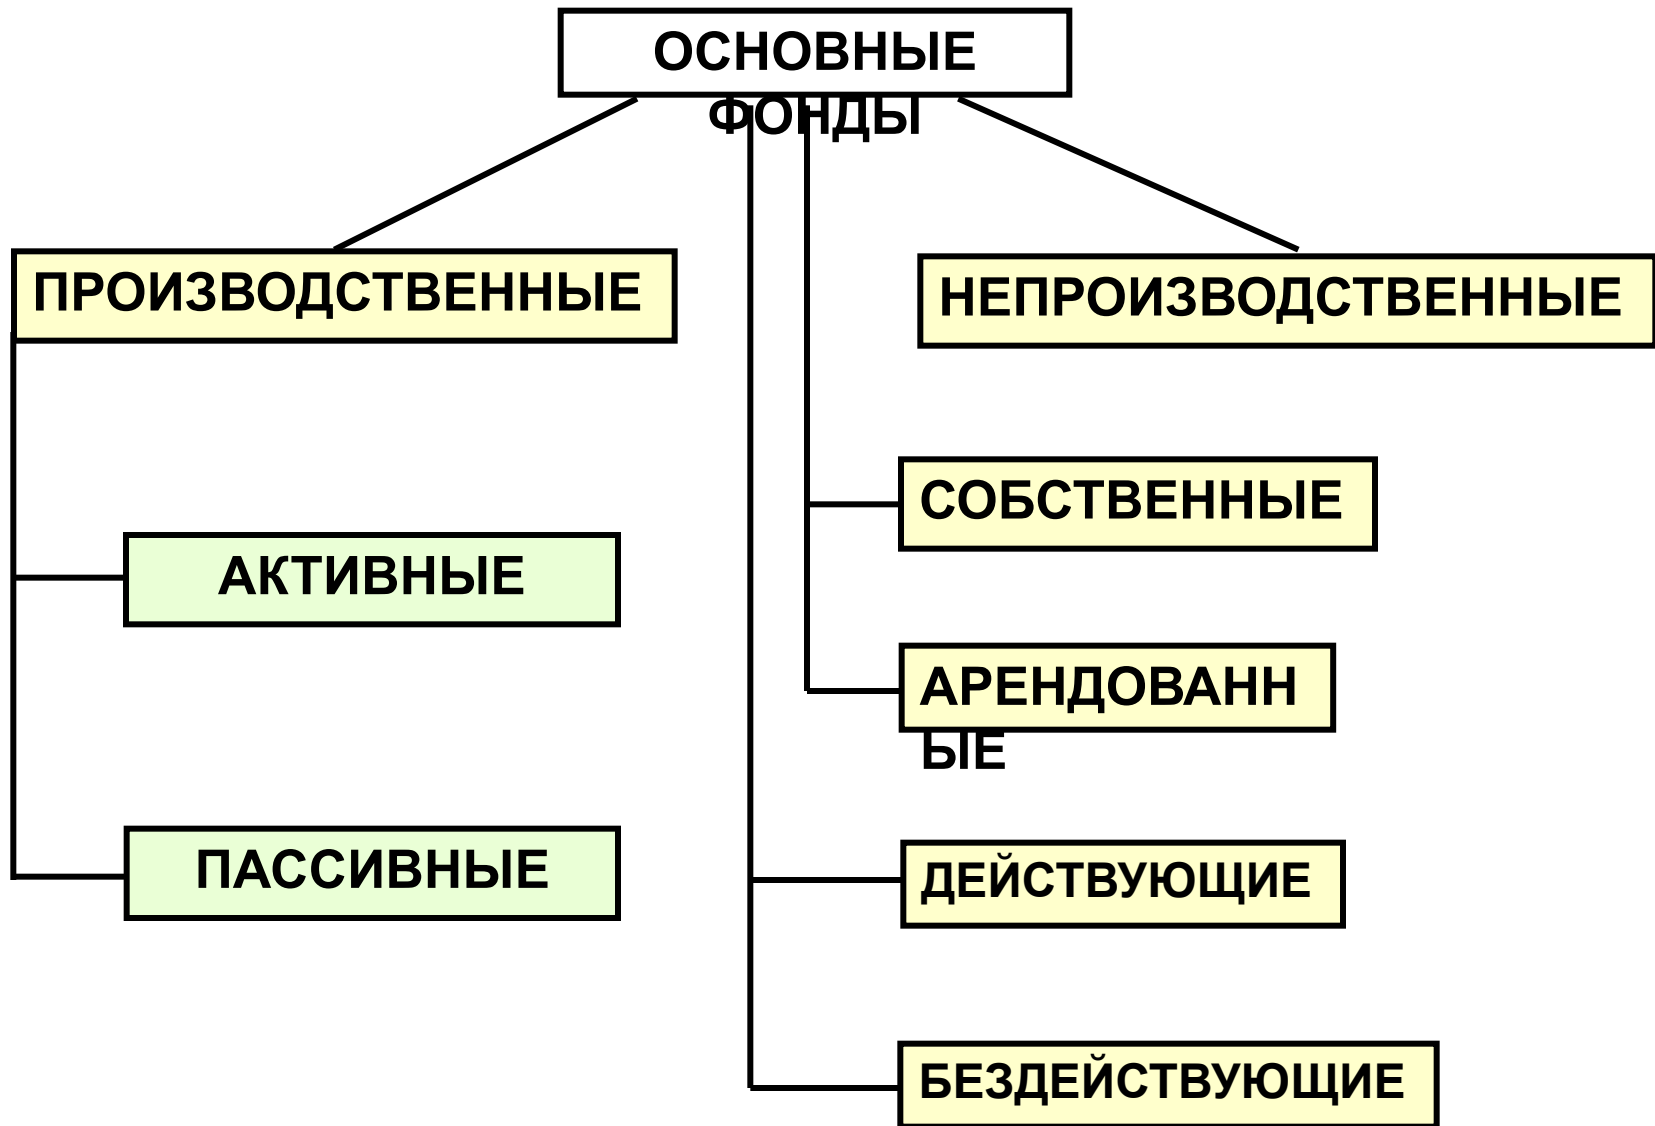 ОСНОВНЫЕ
ФОНДЫ
ПРОИЗВОДСТВЕННЫЕ
НЕПРОИЗВОДСТВЕННЫЕ
СОБСТВЕННЫЕ
АКТИВНЫЕ
АРЕНДОВАНН
ЫЕ
ПАССИВНЫЕ
ДЕЙСТВУЮЩИЕ
БЕЗДЕЙСТВУЮЩИЕ